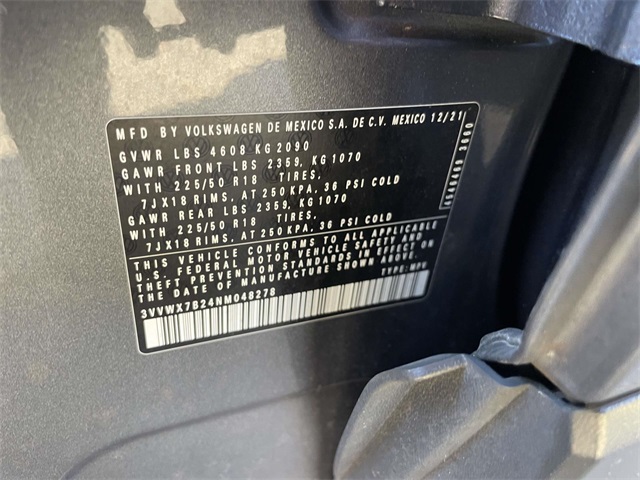 MFD BY VOLKSWAGEN DE MEXICO S.A. DE C.V. MEXICO 12/21
GVWR LBS 4608 KG 2090
GAWR FRONT LBS 2359, KG 1070
WITH 225/50 R18 TIRES,
7JX18 RIMS, AT 250 KPA, 36 PSI COLD
GAWR REAR LBS 2359, KG 1070
WITH 225/50 R18 TIRES,
7JX18 RIMS, AT 250 KPA, 36 PSI COLD
THIS VEHICLE CONFORMS TO ALL APPLICABLE
U.S. FEDERAL MOTOR VEHICLE SAFETY AND
THEFT PREVENTION STANDARDS IN EFFECT ON
THE DATE OF MANUFACTURE SHOWN ABOVE.
TYPE: MPV
3VVWX7B24NM048278